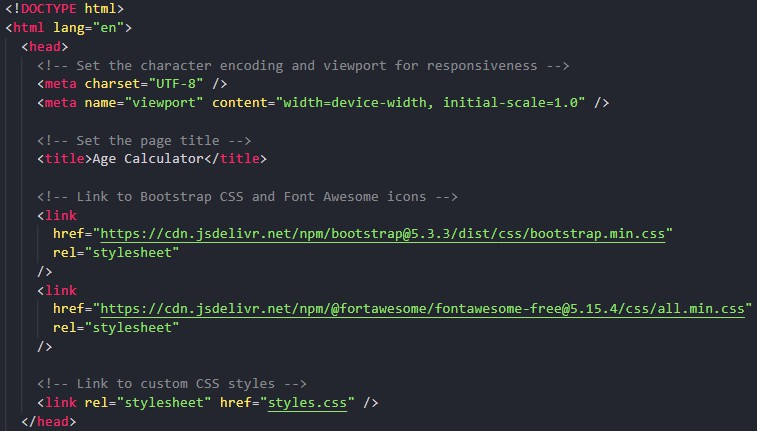 <!DOCTYPE html>
<html lang="en">
<head>
<!-- Set the character encoding and viewport for responsiveness -->
<meta charset="UTF-8" />
<meta name="viewport" content="width=device-width, initial-scale=1.0" />
<!-- Set the page title -->
<title>Age Calculator</title>
<!-- Link to Bootstrap CSS and Font Awesome icons -->
<link
href="https://cdn.jsdelivr.net/npm/bootstrap@5.3.3/dist/css/bootstrap.min.css"
rel="stylesheet"
/>
<link
href="https://cdn.jsdelivr.net/npm/@fortawesome/fontawesome-free@5.15.4/css/all.min.css"
rel="stylesheet"
/>
<!-- Link to custom CSS styles -->
<link rel="stylesheet" href="styles.css" />
</head>